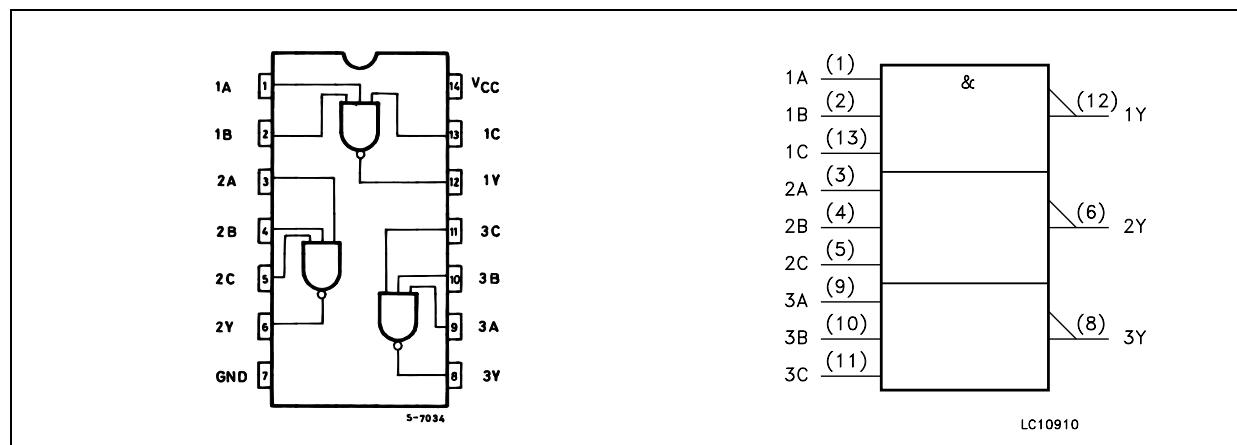 1A 1 14 VCC
1B 2 13 1C
2A 3 12 1Y
2B 4 11 3C
2C 5 10 3B
2Y 6 9 3A
GND 7 8 3Y
S-7034
&
1A (1)
1B (2)
1C (13)
2A (3)
2B (4)
2C (5)
3A (9)
3B (10)
3C (11)
(12) 1Y
(6) 2Y
(8) 3Y
LC10910